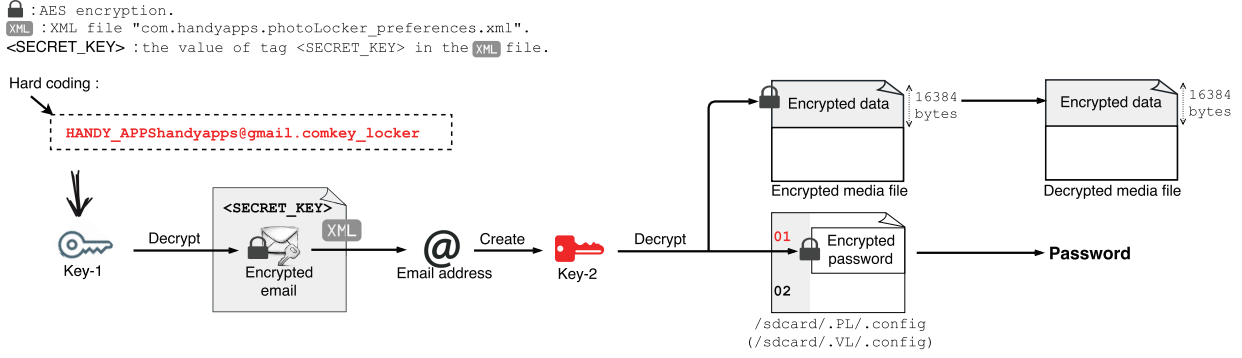 : AES encryption.
XML : XML file "com.handyapps.photoLocker_preferences.xml".
<SECRET_KEY> : the value of tag <SECRET_KEY> in the XML file.
Hard coding :
HANDY_APPShandyapps@gmail.comkey_locker
Key-1
Decrypt
<SECRET_KEY>
XML
Encrypted
email
@
Email address
Create
Key-2
Decrypt
Encrypted data
16384
bytes
Encrypted media file
Encrypted data
16384
bytes
Decrypted media file
01
Encrypted
password
02
/sdcard/.PL/.config
(/sdcard/.VL/.config)
Password